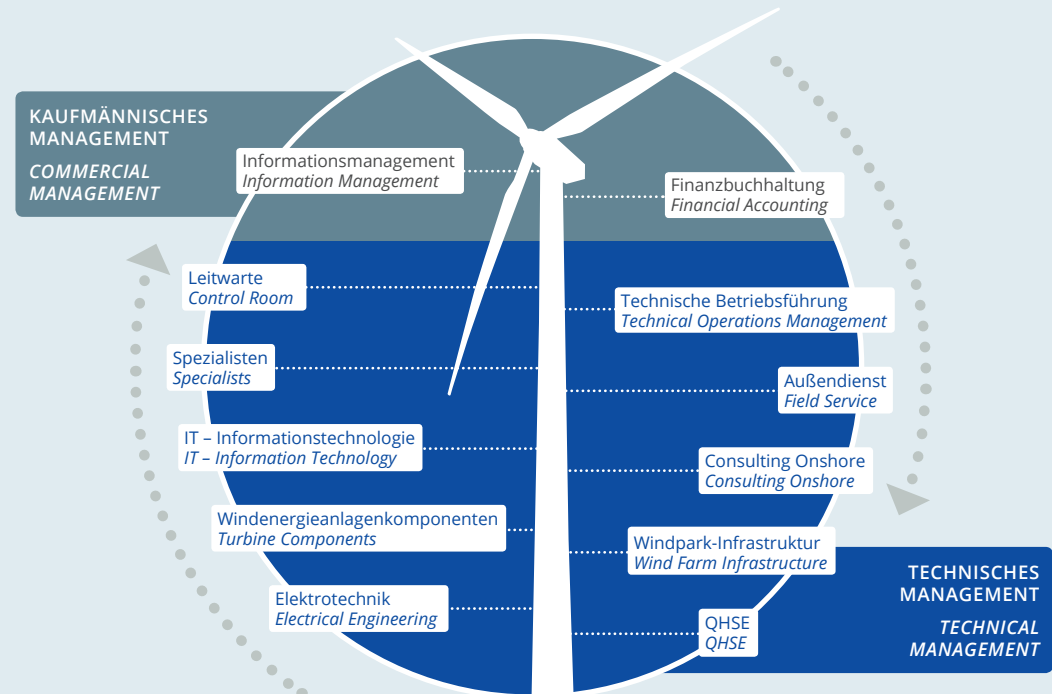 KAUFMÄNNISCHES
MANAGEMENT
COMMERCIAL
MANAGEMENT
Informationsmanagement
Information Management
Finanzbuchhaltung
Financial Accounting
Leitwarte
Control Room
Technische Betriebsführung
Technical Operations Management
Spezialisten
Specialists
Außendienst
Field Service
IT – Informationstechnologie
IT – Information Technology
Consulting Onshore
Consulting Onshore
Windenergieanlagenkomponenten
Turbine Components
Windpark-Infrastruktur
Wind Farm Infrastructure
Elektrotechnik
Electrical Engineering
QHSE
QHSE
TECHNISCHES
MANAGEMENT
TECHNICAL
MANAGEMENT